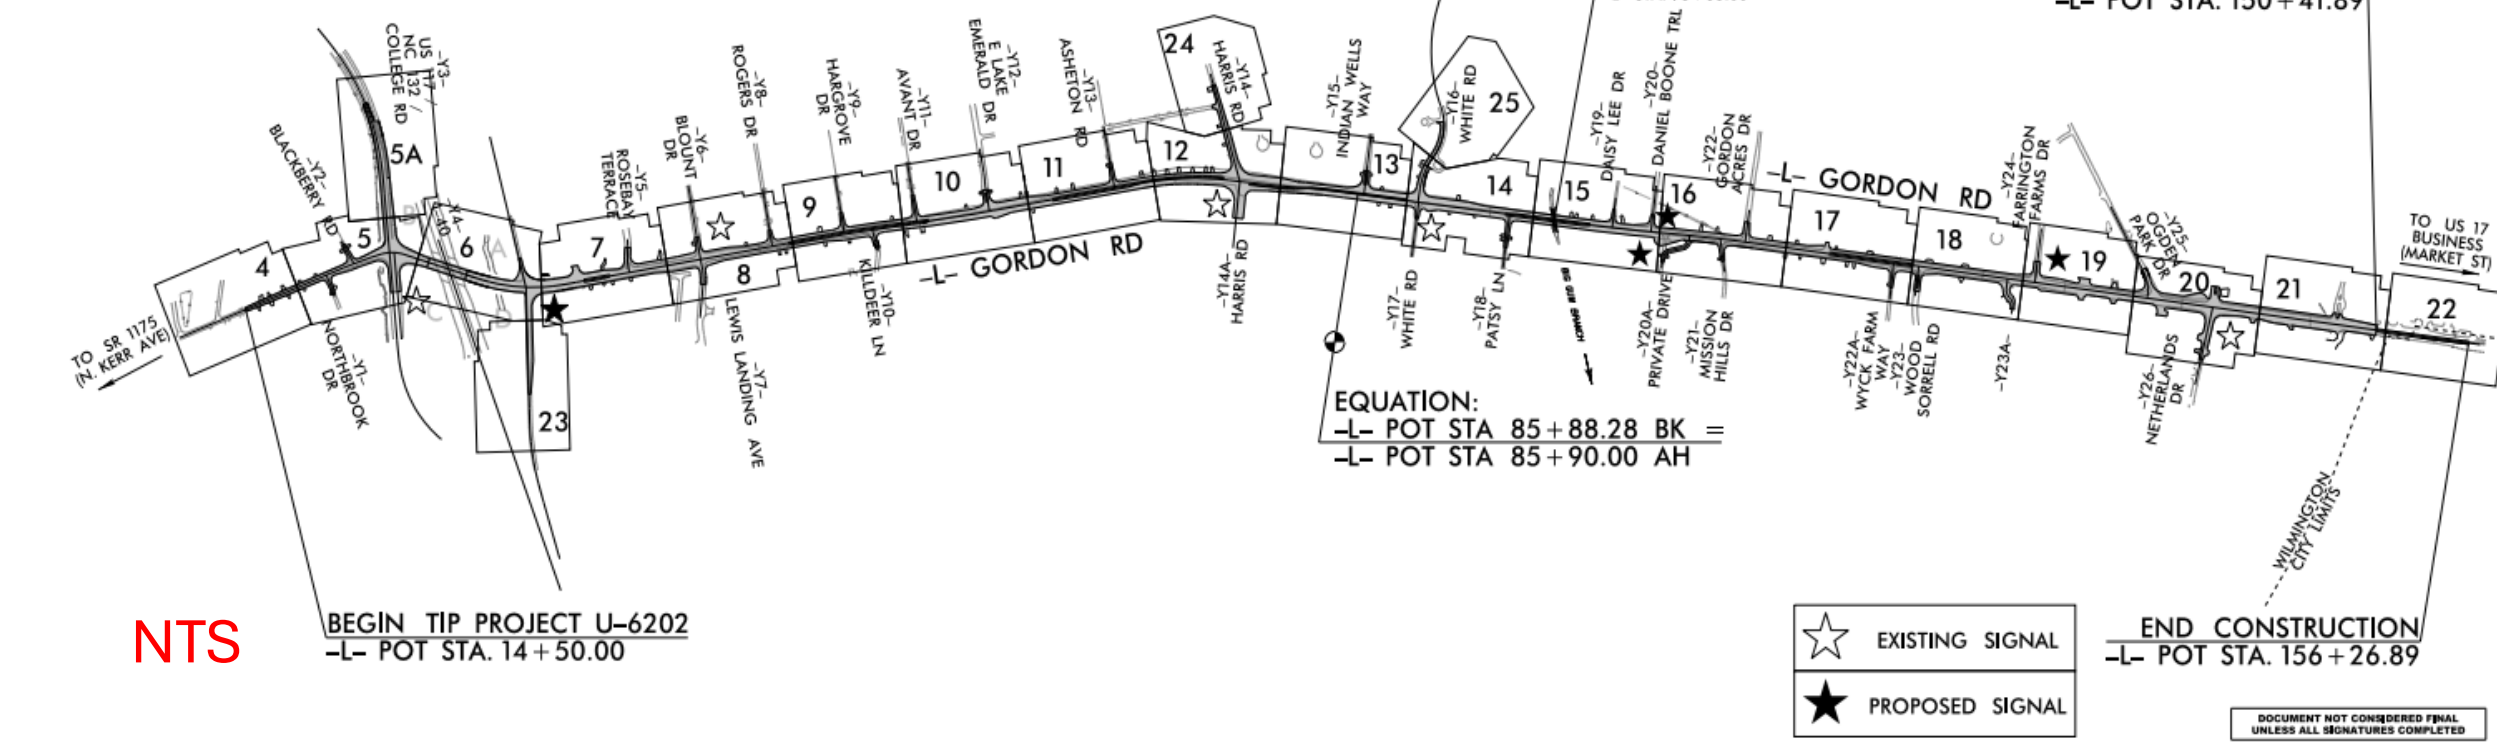 -L- POT STA. 150+41.89
-Y3-
US 117 /
NC 132 /
COLLEGE RD
5A
-Y2-
BLACKBERRY RD
-Y4-
I-40
B
A
C
D
4
5
6
-Y1-
NORTHBROOK
DR
TO SR 1175
(N. KERR AVE)
23
-Y5-
ROSEBAY
TERRACE
7
-Y6-
BLOUNT
DR
-Y8-
ROGERS DR
8
-Y7-
LEWIS LANDING AVE
-Y9-
HARGROVE
DR
9
-Y10-
KILLDEER LN
-Y11-
AVANT DR
10
-Y12-
E LAKE
EMERALD DR
11
-Y13-
ASHETON RD
-L- GORDON RD
12
24
-Y14-
HARRIS RD
-Y14A-
HARRIS RD
-Y15-
INDIAN WELLS
WAY
13
-Y16-
WHITE RD
25
-Y17-
WHITE RD
14
-Y18-
PATSY LN
15
-Y19-
DAISY LEE DR
-Y20-
DANIEL BOONE TRL
16
-Y20A-
PRIVATE DRIVE
-Y21-
MISSION
HILLS DR
-Y22-
GORDON
ACRES DR
-L- GORDON RD
17
-Y22A-
WYCK FARM
WAY
-Y23-
WOOD
SORRELL RD
18
C
-Y23A-
-Y24-
FARRINGTON
FARMS DR
19
-Y25-
OGDEN
PARK DR
20
-Y26-
NETHERLANDS
DR
21
22
TO US 17
BUSINESS
(MARKET ST)
WILMINGTON
CITY LIMITS
EQUATION:
-L- POT STA 85+88.28 BK =
-L- POT STA 85+90.00 AH
NTS
BEGIN TIP PROJECT U-6202
-L- POT STA. 14+50.00
EXISTING SIGNAL
PROPOSED SIGNAL
END CONSTRUCTION
-L- POT STA. 156+26.89
DOCUMENT NOT CONSIDERED FINAL
UNLESS ALL SIGNATURES COMPLETED